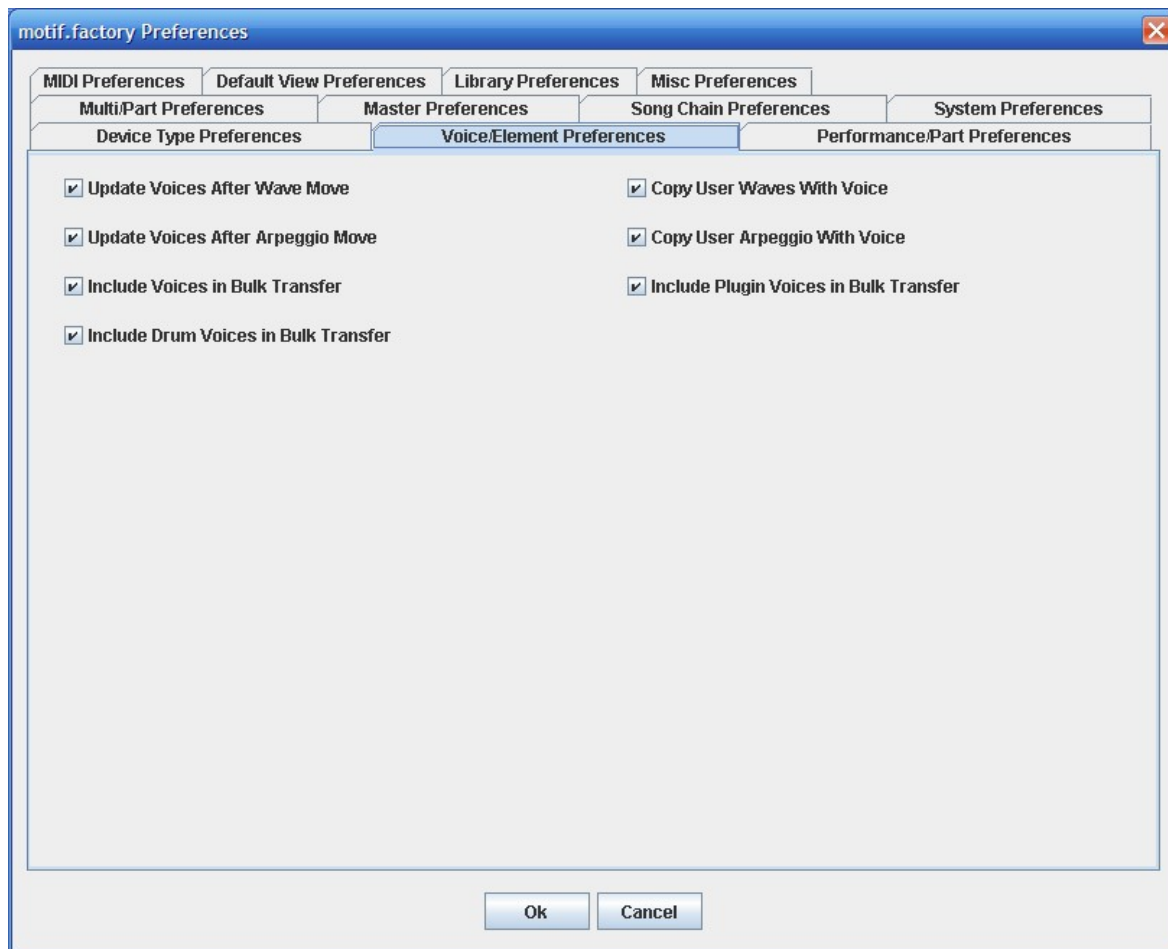 motif.factory Preferences
MIDI Preferences Default View Preferences Library Preferences Misc Preferences
Multi/Part Preferences Master Preferences Song Chain Preferences System Preferences
Device Type Preferences Voice/Element Preferences Performance/Part Preferences
Update Voices After Wave Move Copy User Waves With Voice
Update Voices After Arpeggio Move Copy User Arpeggio With Voice
Include Voices in Bulk Transfer Include Plugin Voices in Bulk Transfer
Include Drum Voices in Bulk Transfer
Ok Cancel